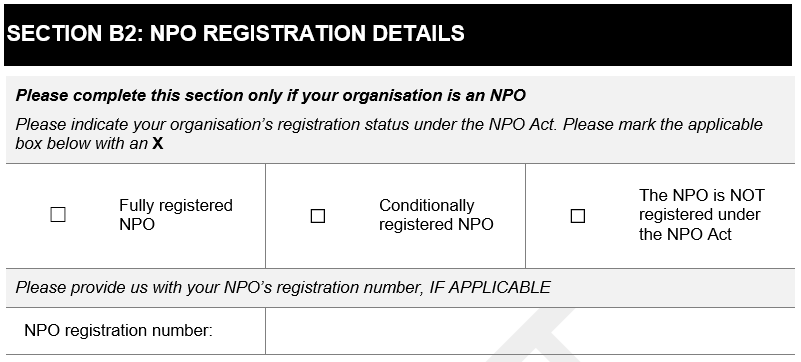 SECTION B2: NPO REGISTRATION DETAILS
Please complete this section only if your organisation is an NPO
Please indicate your organisation's registration status under the NPO Act. Please mark the applicable
box below with an X
☐ Fully registered
NPO
☐ Conditionally
registered NPO
☐ The NPO is NOT
registered under
the NPO Act
Please provide us with your NPO's registration number, IF APPLICABLE
NPO registration number: